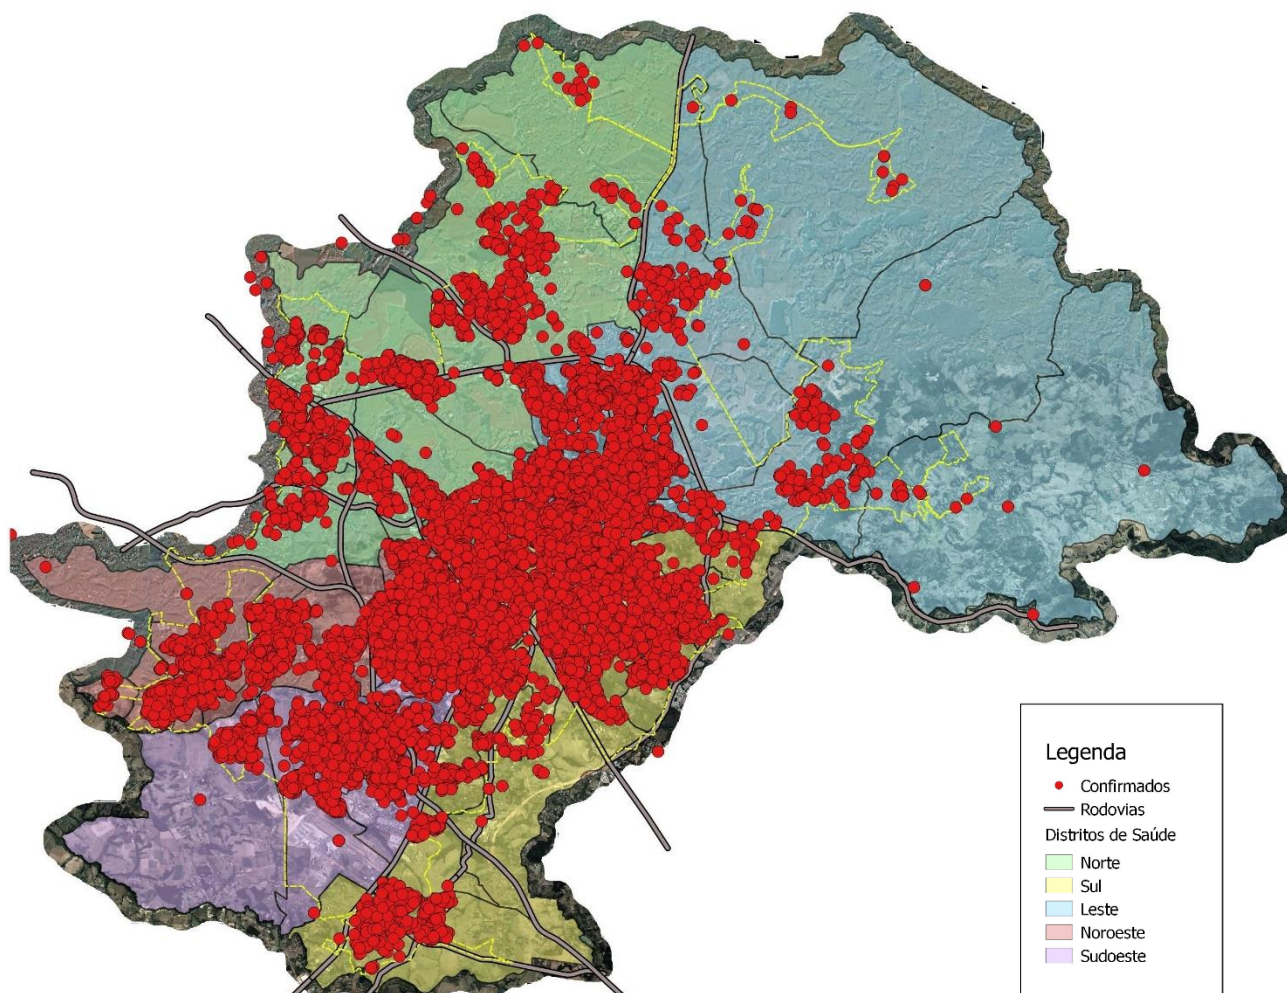 Legenda
Confirmados
Rodovias
Distritos de Saúde
Norte
Sul
Leste
Noroeste
Sudoeste